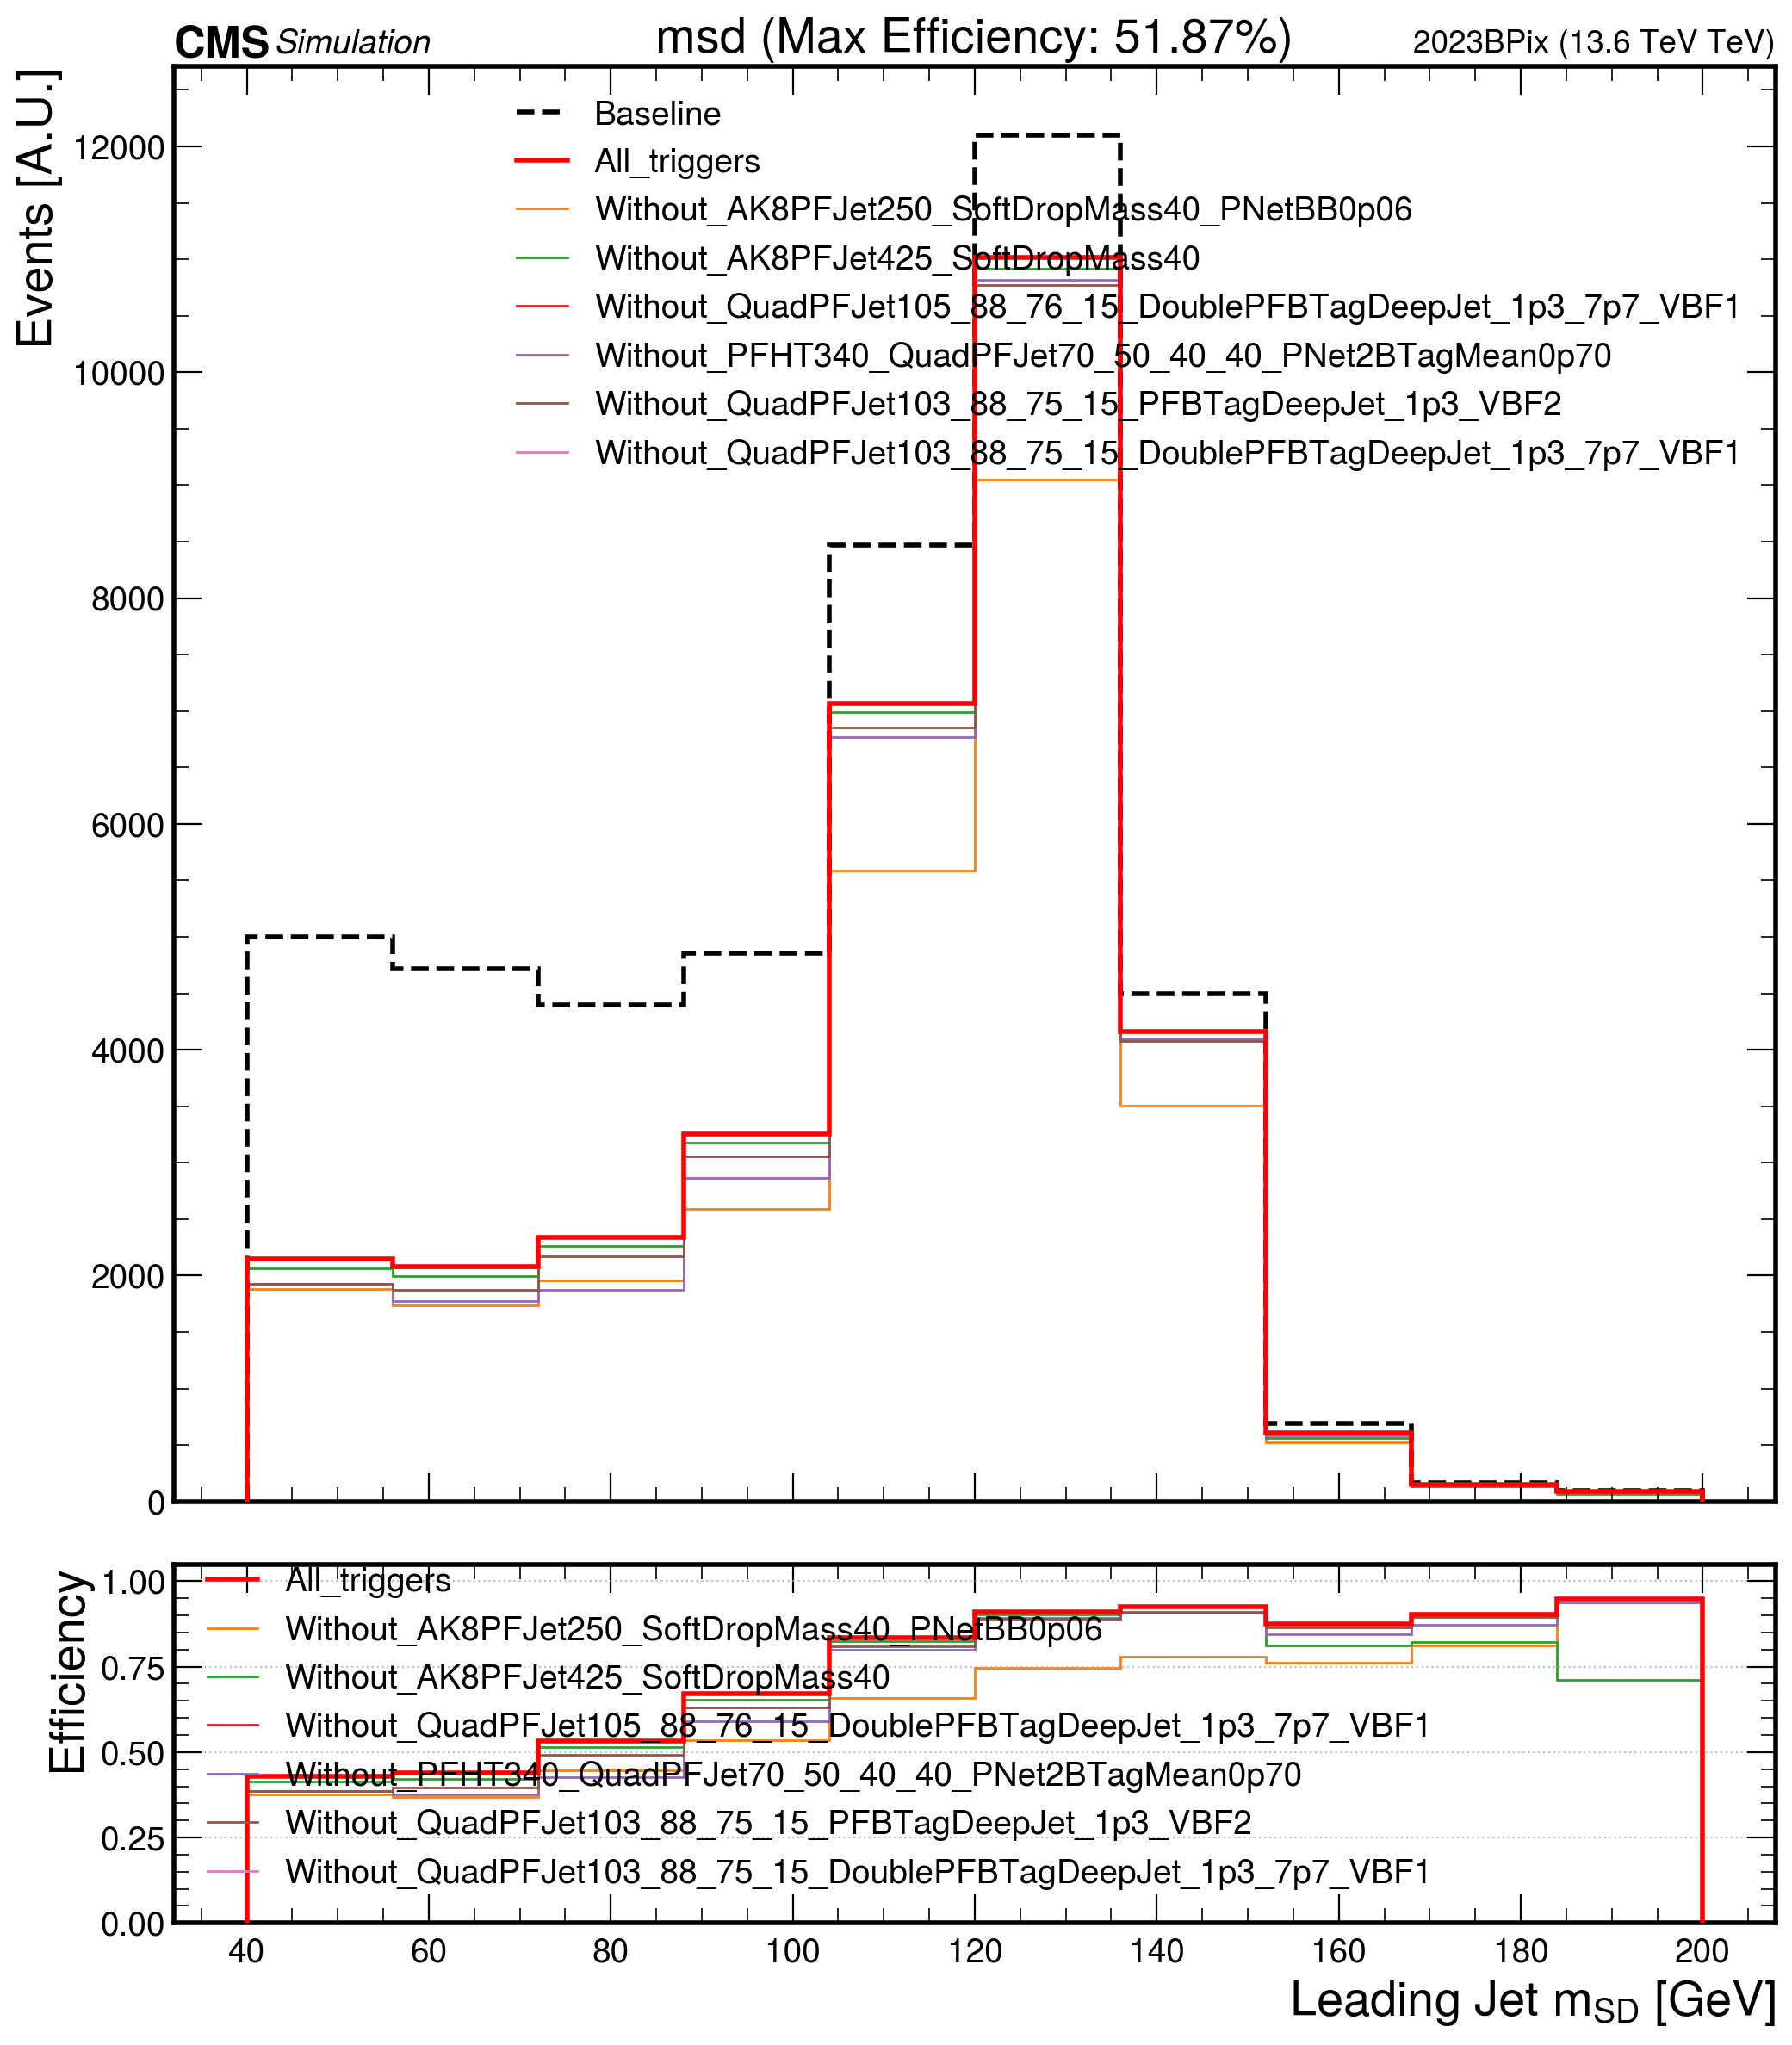 CMS Simulation msd (Max Efficiency: 51.87%) 2023BPix (13.6 TeV TeV)
Events [A.U.]
12000
10000
8000
6000
4000
2000
0
Baseline
All_triggers
Without_AK8PFJet250_SoftDropMass40_PNetBB0p06
Without_AK8PFJet425_SoftDropMass40
Without_QuadPFJet105_88_76_15_DoublePFBTagDeepJet_1p3_7p7_VBF1
Without_PFHT340_QuadPFJet70_50_40_40_PNet2BTagMean0p70
Without_QuadPFJet103_88_75_15_PFBTagDeepJet_1p3_VBF2
Without_QuadPFJet103_88_75_15_DoublePFBTagDeepJet_1p3_7p7_VBF1
Efficiency
1.00
0.75
0.50
0.25
0.00
All_triggers
Without_AK8PFJet250_SoftDropMass40_PNetBB0p06
Without_AK8PFJet425_SoftDropMass40
Without_QuadPFJet105_88_76_15_DoublePFBTagDeepJet_1p3_7p7_VBF1
Without_PFHT340_QuadPFJet70_50_40_40_PNet2BTagMean0p70
Without_QuadPFJet103_88_75_15_PFBTagDeepJet_1p3_VBF2
Without_QuadPFJet103_88_75_15_DoublePFBTagDeepJet_1p3_7p7_VBF1
40 60 80 100 120 140 160 180 200
Leading Jet m_SD [GeV]